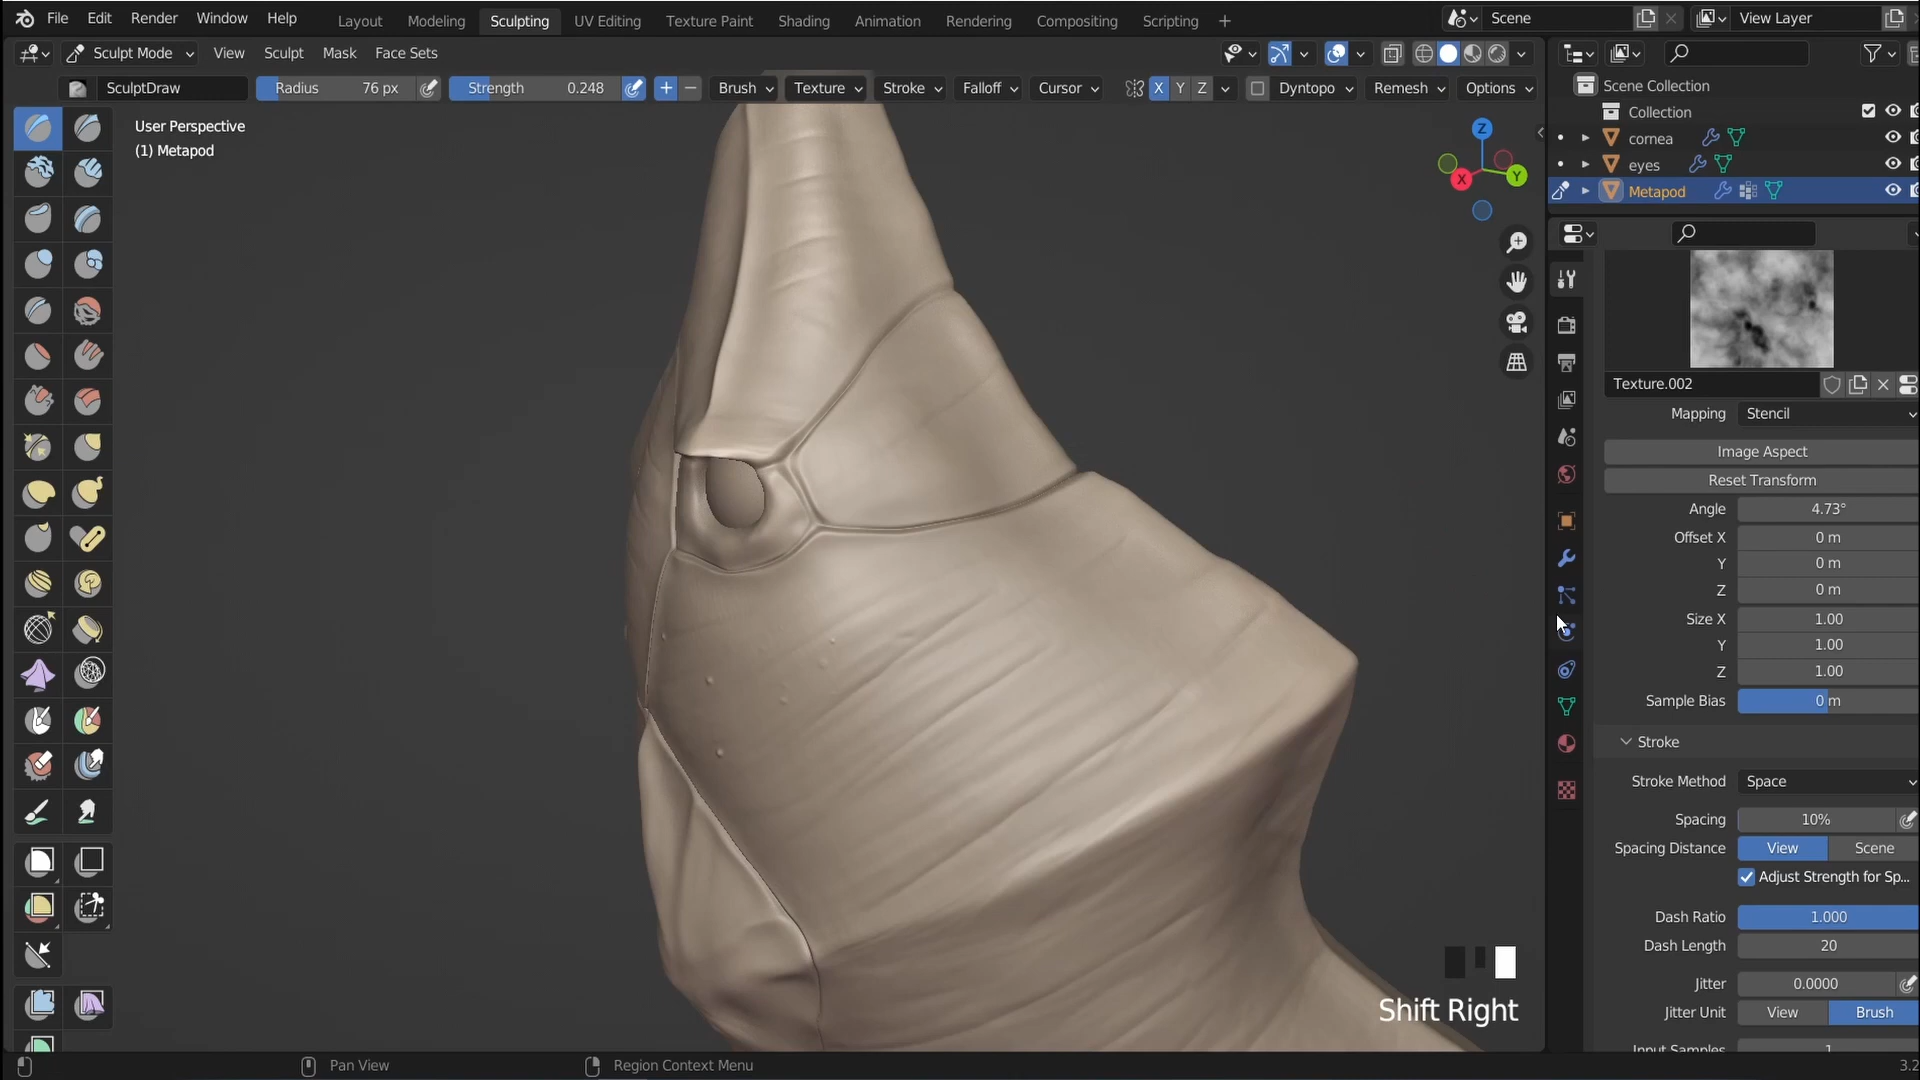 File Edit Render Window Help Layout Modeling Sculpting UV Editing Texture Paint Shading Animation Rendering Compositing Scripting + Scene View Layer
Sculpt Mode View Sculpt Mask Face Sets
SculptDraw Radius 76 px Strength 0.248 + − Brush Texture Stroke Falloff Cursor X Y Z Dyntopo Remesh Options
Scene Collection
Collection
cornea
eyes
Metapod
User Perspective
(1) Metapod
Z
X
Y
Texture.002
Mapping Stencil
Image Aspect
Reset Transform
Angle 4.73°
Offset X 0 m
Y 0 m
Z 0 m
Size X 1.00
Y 1.00
Z 1.00
Sample Bias 0 m
Stroke
Stroke Method Space
Spacing 10%
Spacing Distance View Scene
Adjust Strength for Sp...
Dash Ratio 1.000
Dash Length 20
Jitter 0.0000
Jitter Unit View Brush
Input Samples 1
Shift Right
Pan View Region Context Menu 3.2